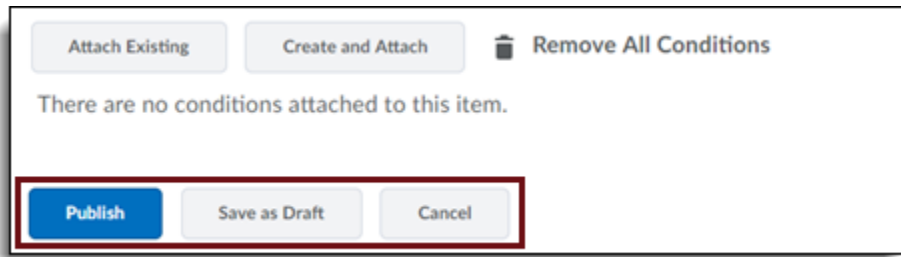 Attach Existing Create and Attach Remove All Conditions
There are no conditions attached to this item.
Publish Save as Draft Cancel